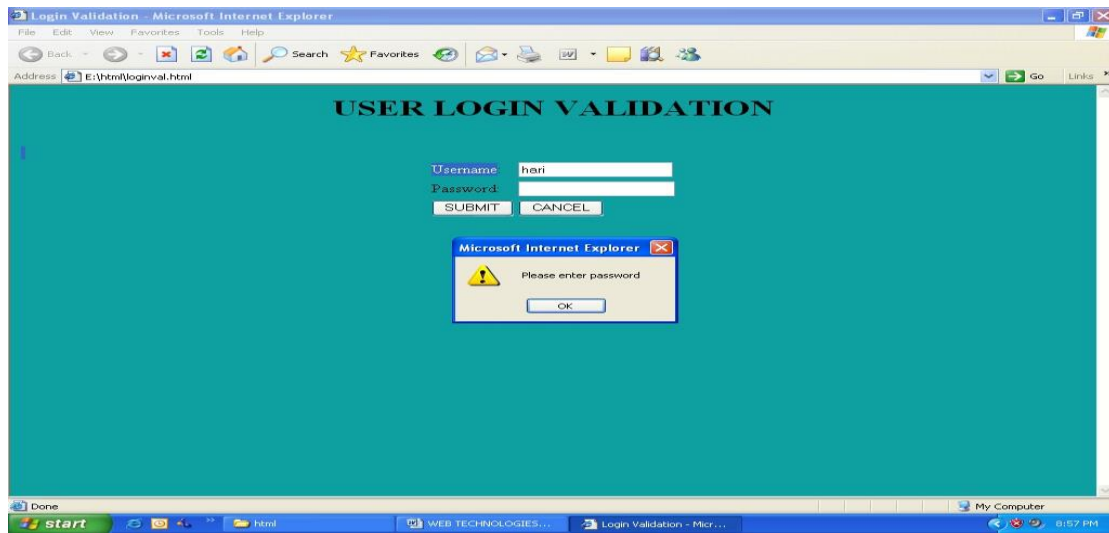 Login Validation - Microsoft Internet Explorer
File Edit View Favorites Tools Help
Back Search Favorites
Address E:\html\loginval.html Go Links
USER LOGIN VALIDATION
Username hari
Password:
SUBMIT CANCEL
Microsoft Internet Explorer
Please enter password
OK
Done My Computer
start html WEB TECHNOLOGIES... Login Validation - Micr... 8:57 PM